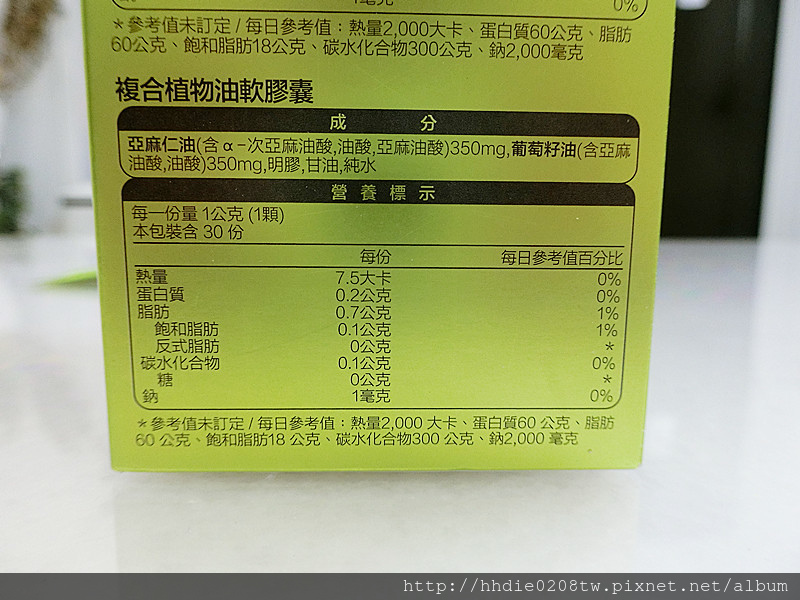 0%
*參考值未訂定 / 每日參考值：熱量2,000大卡、蛋白質60公克、脂肪
60公克、飽和脂肪18公克、碳水化合物300公克、鈉2,000毫克
複合植物油軟膠囊
成 分
亞麻仁油(含α-次亞麻油酸,油酸,亞麻油酸)350mg,葡萄籽油(含亞麻
油酸,油酸)350mg,明膠,甘油,純水
營養標示
每一份量 1公克 (1顆)
本包裝含 30 份
每份 每日參考值百分比
熱量 7.5大卡 0%
蛋白質 0.2公克 0%
脂肪 0.7公克 1%
飽和脂肪 0.1公克 1%
反式脂肪 0公克 *
碳水化合物 0.1公克 0%
糖 0公克 *
鈉 1毫克 0%
*參考值未訂定 / 每日參考值：熱量2,000 大卡、蛋白質60 公克、脂肪
60 公克、飽和脂肪18 公克、碳水化合物300 公克、鈉2,000 毫克
http://hhdie0208tw.pixnet.net/album